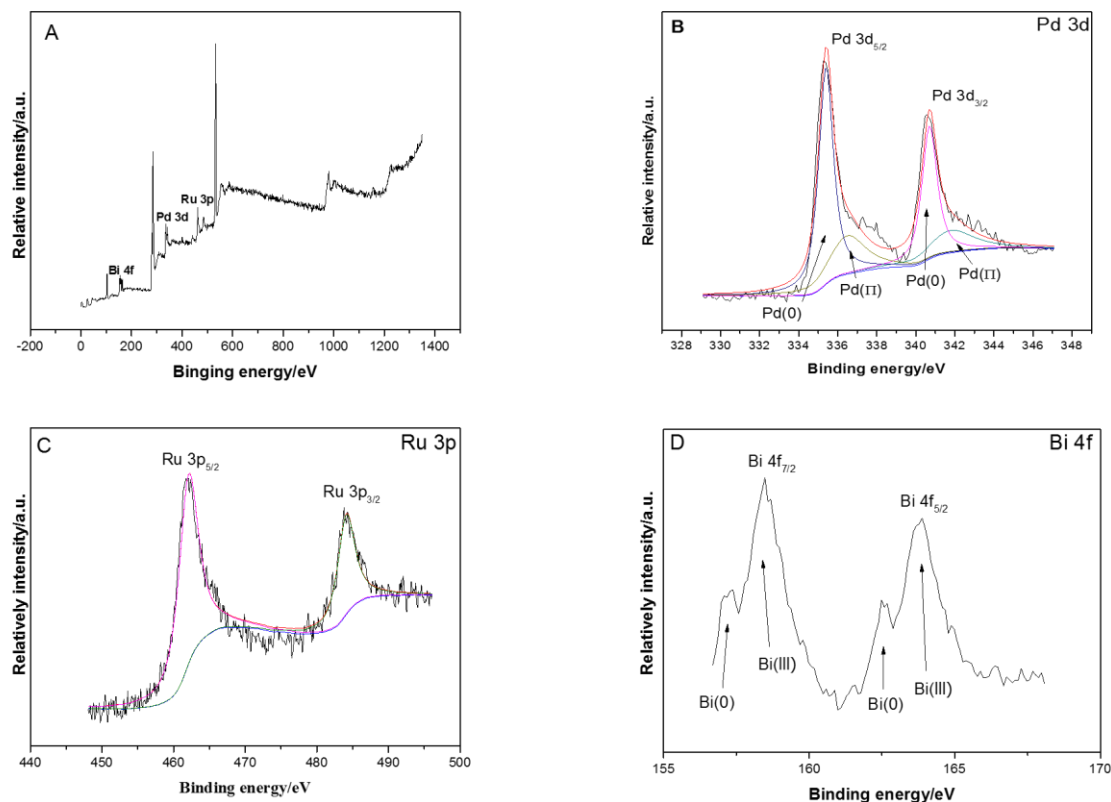 A
Relative intensity/a.u.
Bi 4f
Pd 3d
Ru 3p
-200 0 200 400 600 800 1000 1200 1400
Binging energy/eV
B
Pd 3d
Relative intensity/a.u.
Pd 3d5/2
Pd 3d3/2
Pd(0)
Pd(II)
Pd(0)
Pd(II)
328 330 332 334 336 338 340 342 344 346 348
Binding energy/eV
C
Ru 3p
Relatively intensity/a.u.
Ru 3p5/2
Ru 3p3/2
440 450 460 470 480 490 500
Binding energy/eV
D
Bi 4f
Relatively intensity/a.u.
Bi 4f7/2
Bi 4f5/2
Bi(0)
Bi(III)
Bi(0)
Bi(III)
155 160 165 170
Binding energy/eV